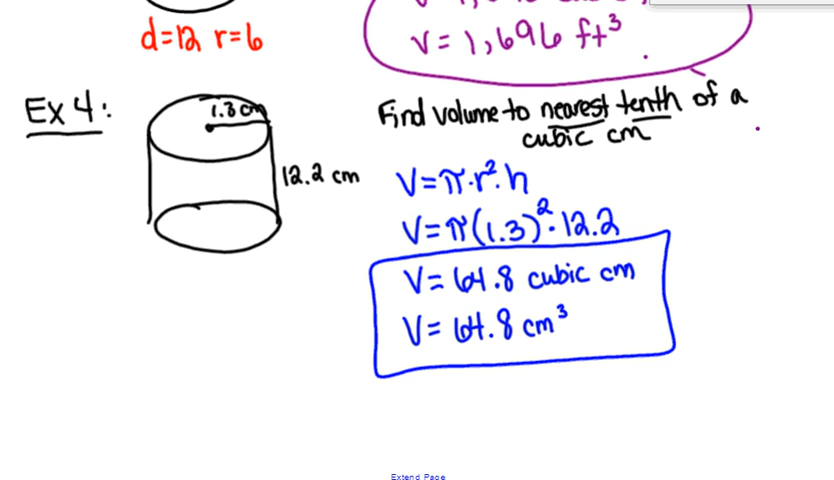 d=12 r=6
V=1,696 ft³
Ex 4:
1.3 cm
12.2 cm
Find volume to nearest tenth of a
cubic cm
V=π·r²·h
V=π(1.3)²·12.2
V=64.8 cubic cm
V=64.8 cm³
Extend Page